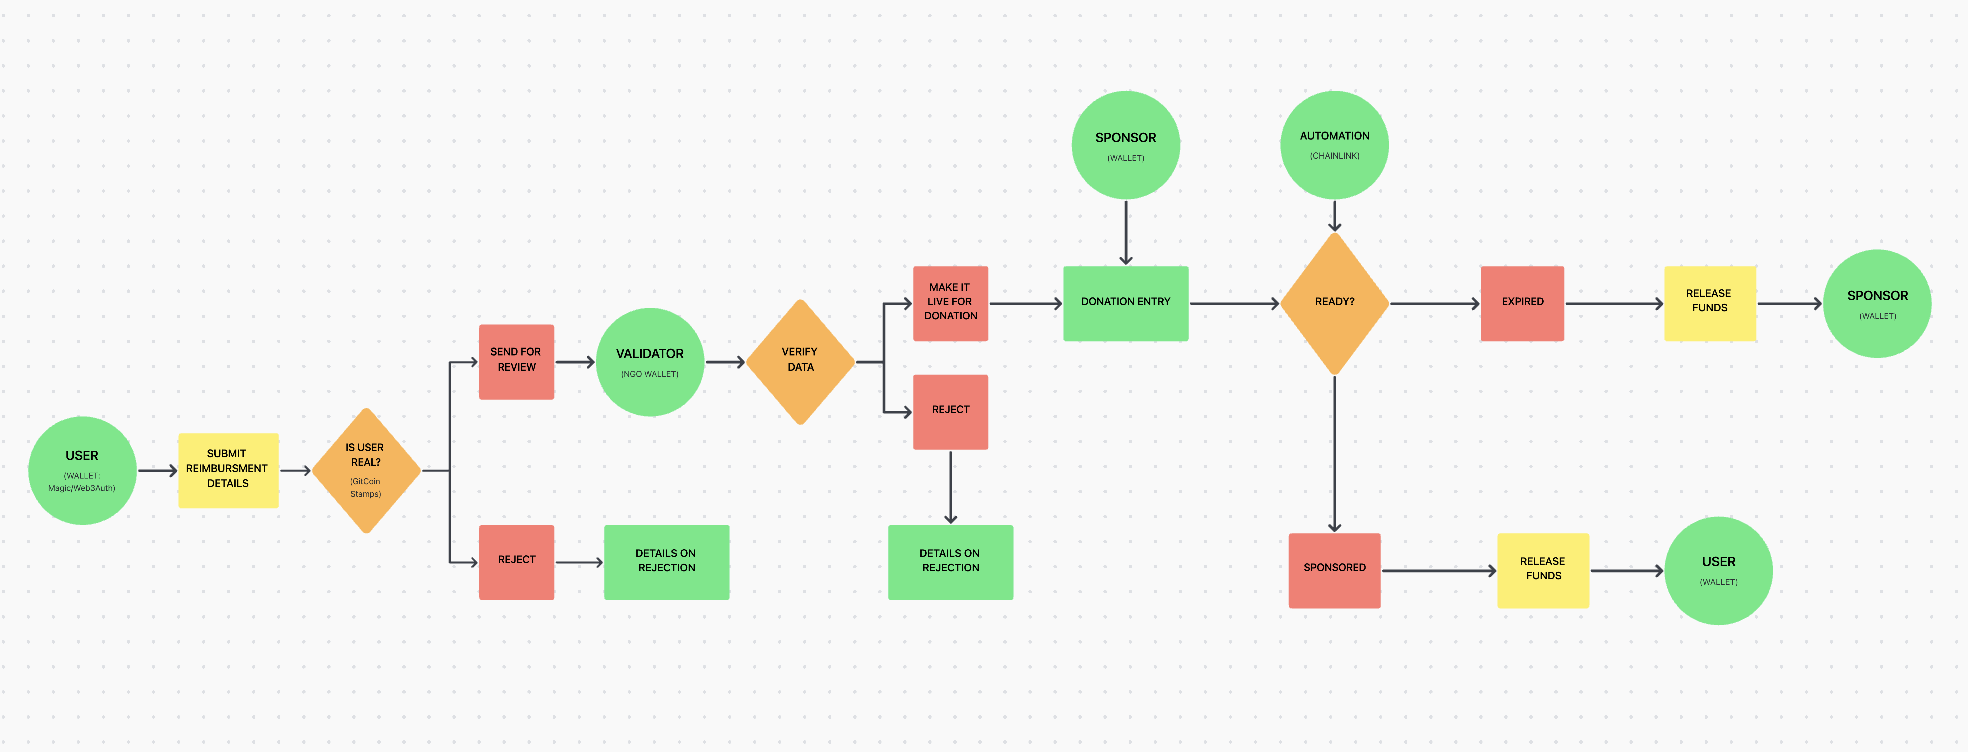 USER
(WALLET:
Magic/Web3Auth)
SUBMIT
REIMBURSMENT
DETAILS
IS USER
REAL?
(GitCoin
Stamps)
SEND FOR
REVIEW
VALIDATOR
(NGO WALLET)
VERIFY
DATA
REJECT
DETAILS ON
REJECTION
MAKE IT
LIVE FOR
DONATION
REJECT
DETAILS ON
REJECTION
SPONSOR
(WALLET)
DONATION ENTRY
AUTOMATION
(CHAINLINK)
READY?
EXPIRED
RELEASE
FUNDS
SPONSOR
(WALLET)
SPONSORED
RELEASE
FUNDS
USER
(WALLET)